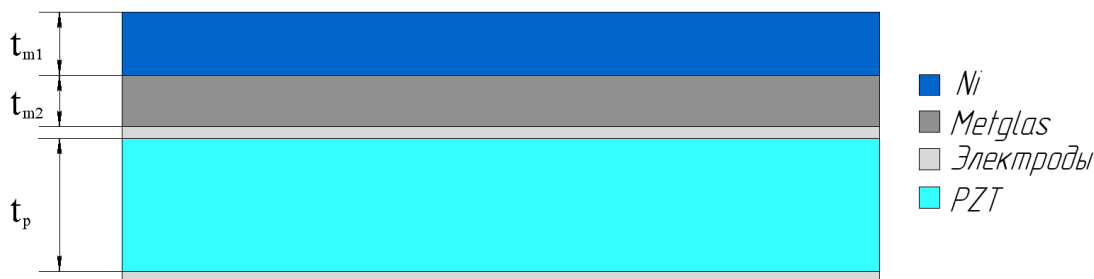 t_m1
t_m2
t_p
Ni
Metglas
Электроды
PZT